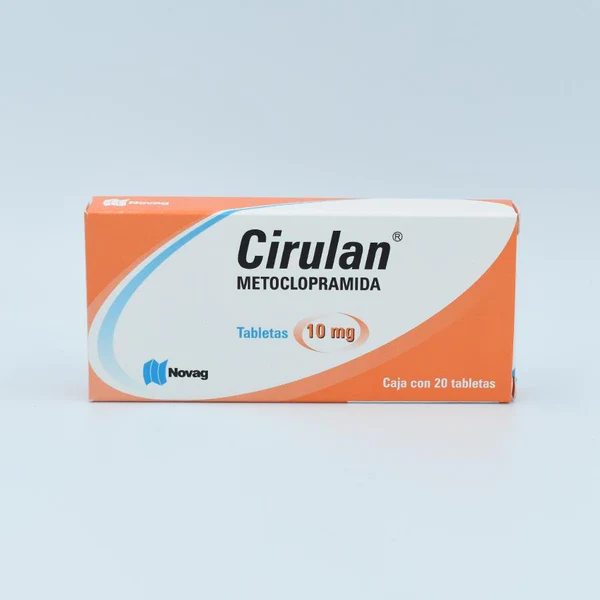 Novag
Cirulan®
METOCLOPRAMIDA
Tabletas 10 mg
Novag
Caja con 20 tabletas